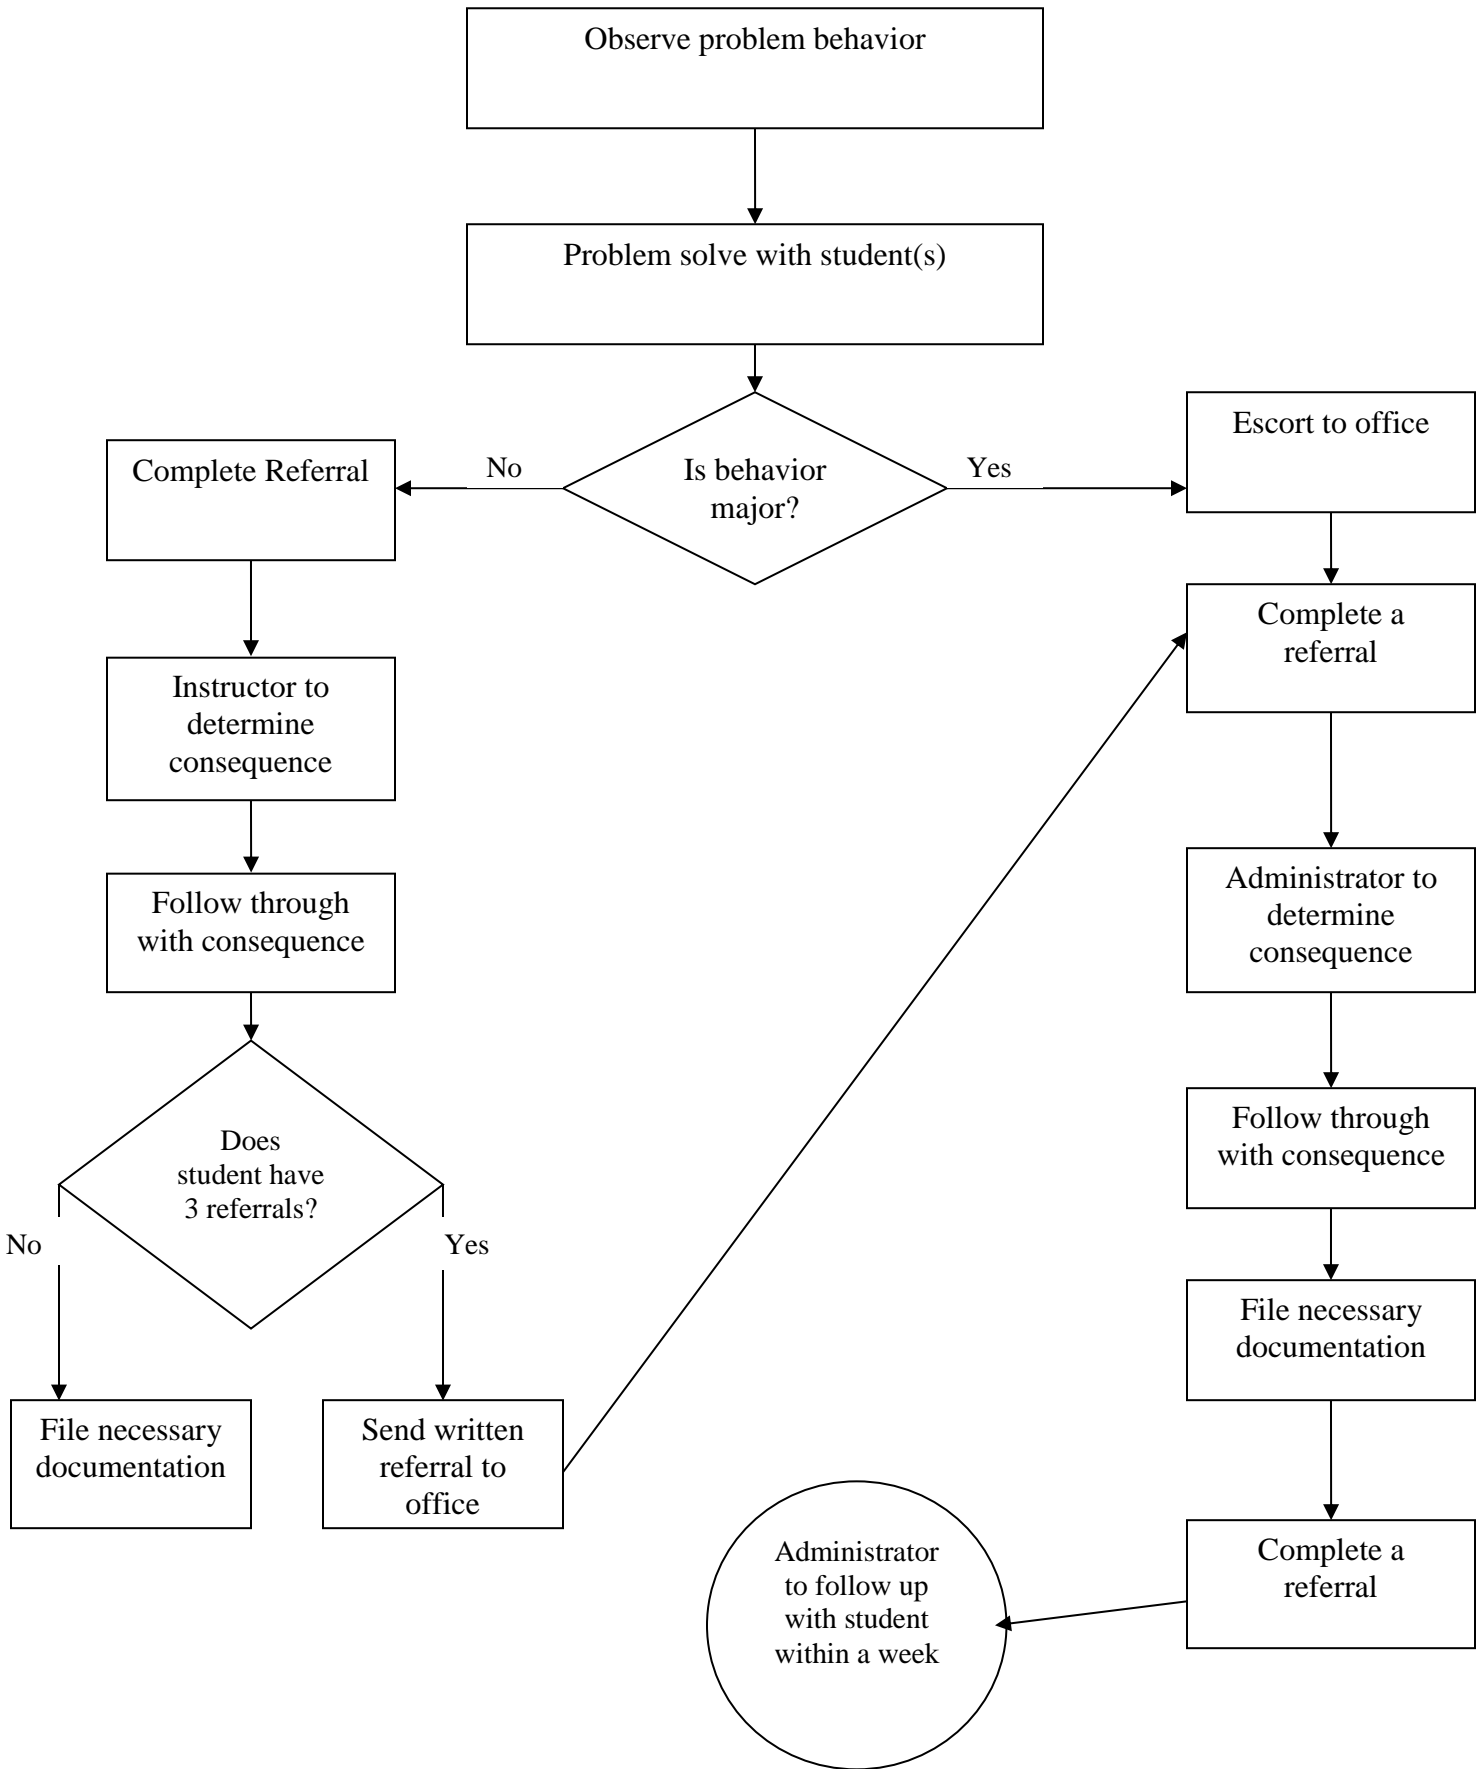 Observe problem behavior
Problem solve with student(s)
Is behavior
major?
No
Yes
Complete Referral
Instructor to
determine
consequence
Follow through
with consequence
Does
student have
3 referrals?
No
Yes
File necessary
documentation
Send written
referral to
office
Escort to office
Complete a
referral
Administrator to
determine
consequence
Follow through
with consequence
File necessary
documentation
Complete a
referral
Administrator
to follow up
with student
within a week